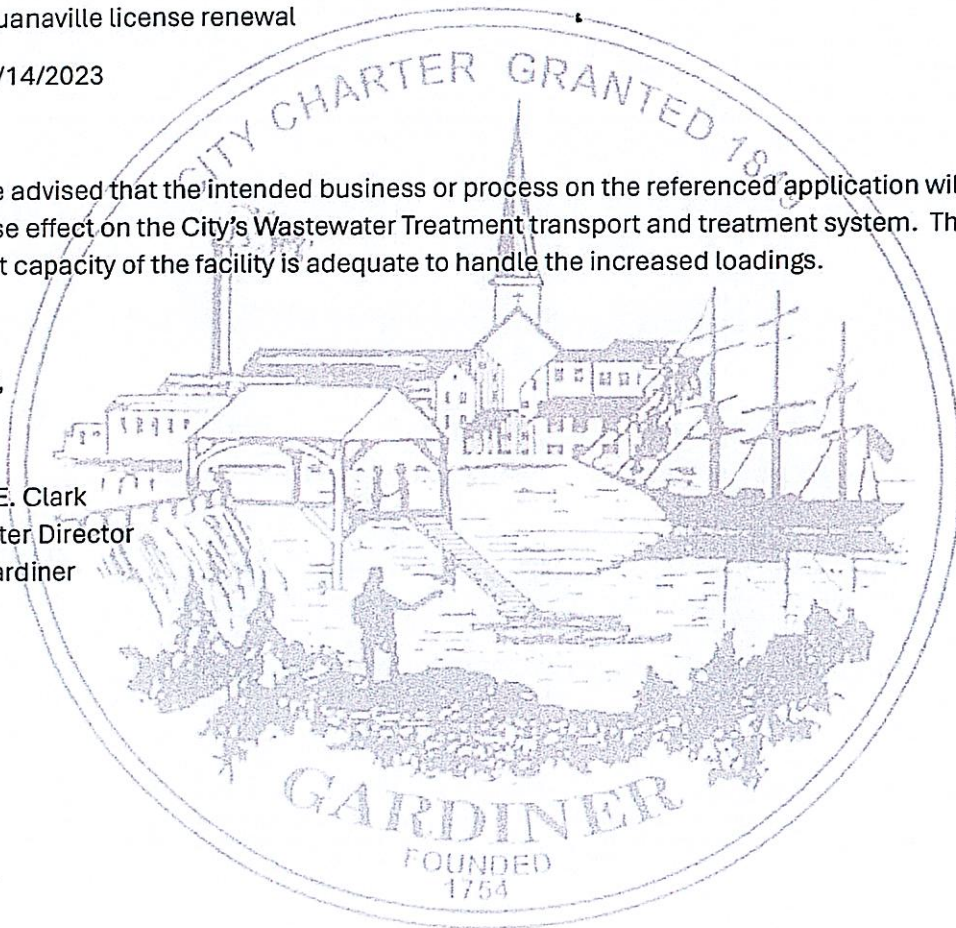 uanaville license renewal
/14/2023
CITY CHARTER GRANTED 184
e advised that the intended business or process on the referenced application wil
se effect on the City's Wastewater Treatment transport and treatment system. Th
t capacity of the facility is adequate to handle the increased loadings.
E. Clark
ter Director
ardiner
GARDINER
FOUNDED
1754